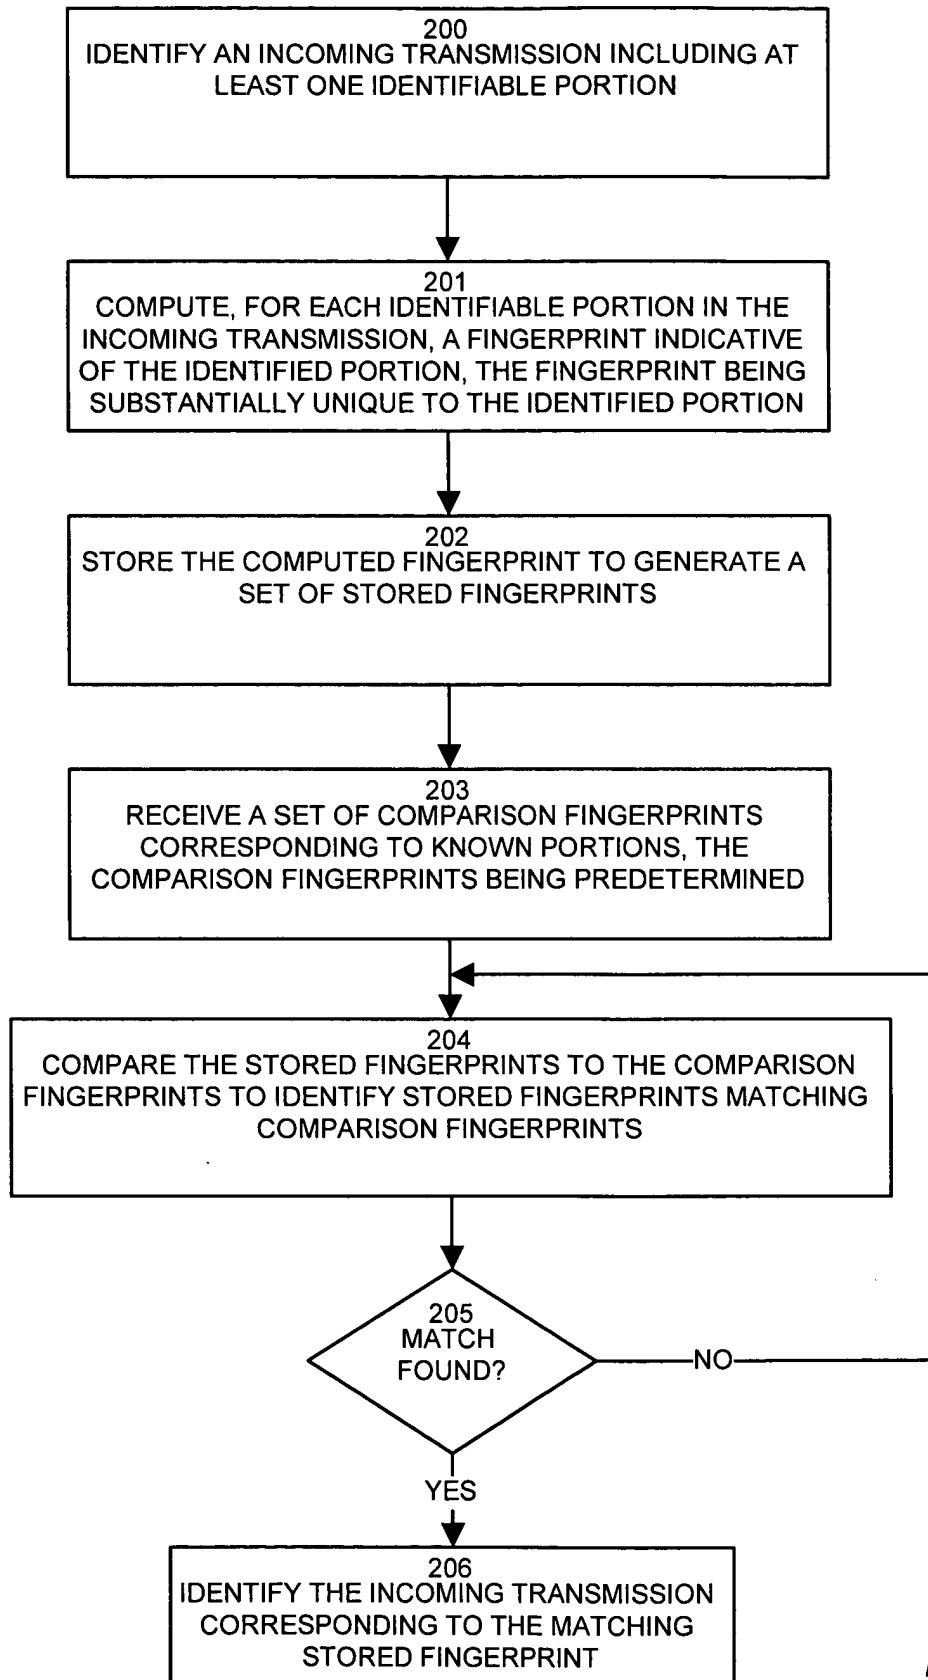 200
IDENTIFY AN INCOMING TRANSMISSION INCLUDING AT
LEAST ONE IDENTIFIABLE PORTION
201
COMPUTE, FOR EACH IDENTIFIABLE PORTION IN THE
INCOMING TRANSMISSION, A FINGERPRINT INDICATIVE
OF THE IDENTIFIED PORTION, THE FINGERPRINT BEING
SUBSTANTIALLY UNIQUE TO THE IDENTIFIED PORTION
202
STORE THE COMPUTED FINGERPRINT TO GENERATE A
SET OF STORED FINGERPRINTS
203
RECEIVE A SET OF COMPARISON FINGERPRINTS
CORRESPONDING TO KNOWN PORTIONS, THE
COMPARISON FINGERPRINTS BEING PREDETERMINED
204
COMPARE THE STORED FINGERPRINTS TO THE COMPARISON
FINGERPRINTS TO IDENTIFY STORED FINGERPRINTS MATCHING
COMPARISON FINGERPRINTS
205
MATCH
FOUND?
NO
YES
206
IDENTIFY THE INCOMING TRANSMISSION
CORRESPONDING TO THE MATCHING
STORED FINGERPRINT